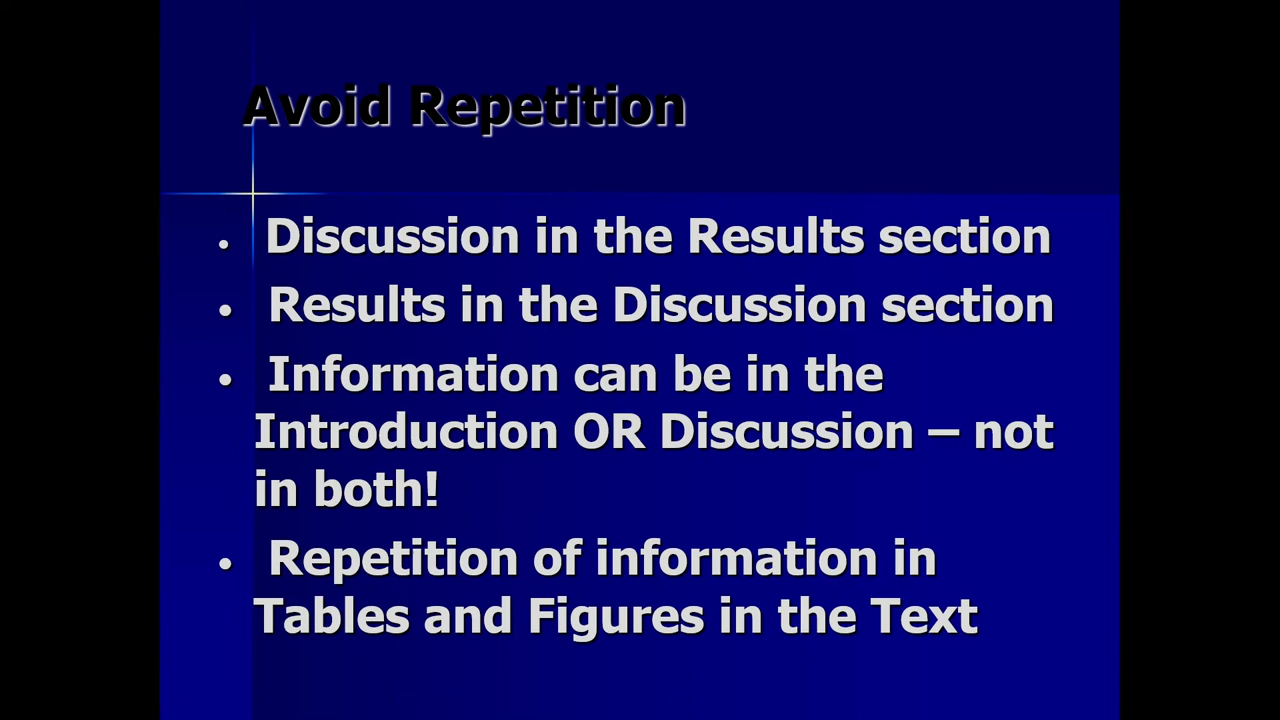 Avoid Repetition
• Discussion in the Results section
• Results in the Discussion section
• Information can be in the
Introduction OR Discussion – not
in both!
• Repetition of information in
Tables and Figures in the Text